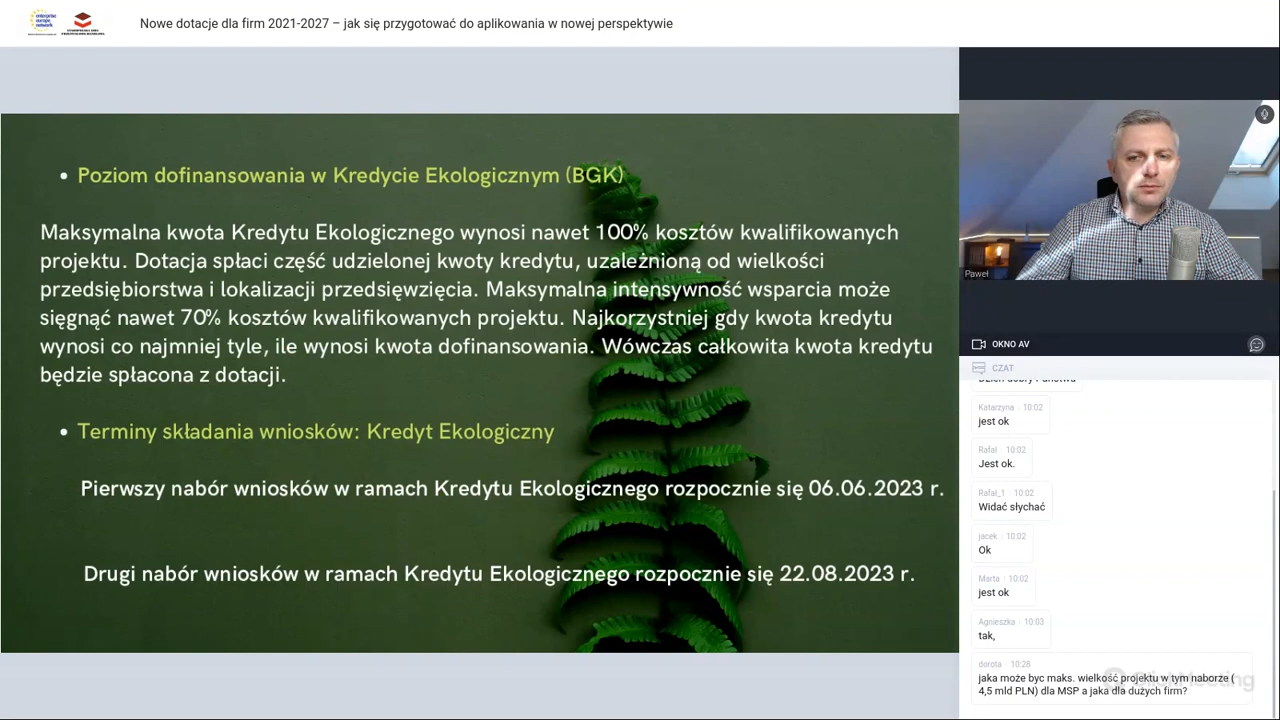 enterprise
europe
network
Nowe dotacje dla firm 2021-2027 – jak się przygotować do aplikowania w nowej perspektywie
Poziom dofinansowania w Kredycie Ekologicznym (BGK)
Maksymalna kwota Kredytu Ekologicznego wynosi nawet 100% kosztów kwalifikowanych
projektu. Dotacja spłaci część udzielonej kwoty kredytu, uzależnioną od wielkości
przedsiębiorstwa i lokalizacji przedsięwzięcia. Maksymalna intensywność wsparcia może
sięgnąć nawet 70% kosztów kwalifikowanych projektu. Najkorzystniej gdy kwota kredytu
wynosi co najmniej tyle, ile wynosi kwota dofinansowania. Wówczas całkowita kwota kredytu
będzie spłacona z dotacji.
Terminy składania wniosków: Kredyt Ekologiczny
Pierwszy nabór wniosków w ramach Kredytu Ekologicznego rozpocznie się 06.06.2023 r.
Drugi nabór wniosków w ramach Kredytu Ekologicznego rozpocznie się 22.08.2023 r.
Paweł
OKNO AV
CZAT
Dzień dobry Państwu
Katarzyna 10:02
jest ok
Rafał 10:02
Jest ok.
Rafał_1 10:02
Widać słychać
jacek 10:02
Ok
Marta 10:02
jest ok
Agnieszka 10:03
tak,
dorota 10:28
jaka może byc maks. wielkość projektu w tym naborze (
4,5 mld PLN) dla MSP a jaka dla dużych firm?